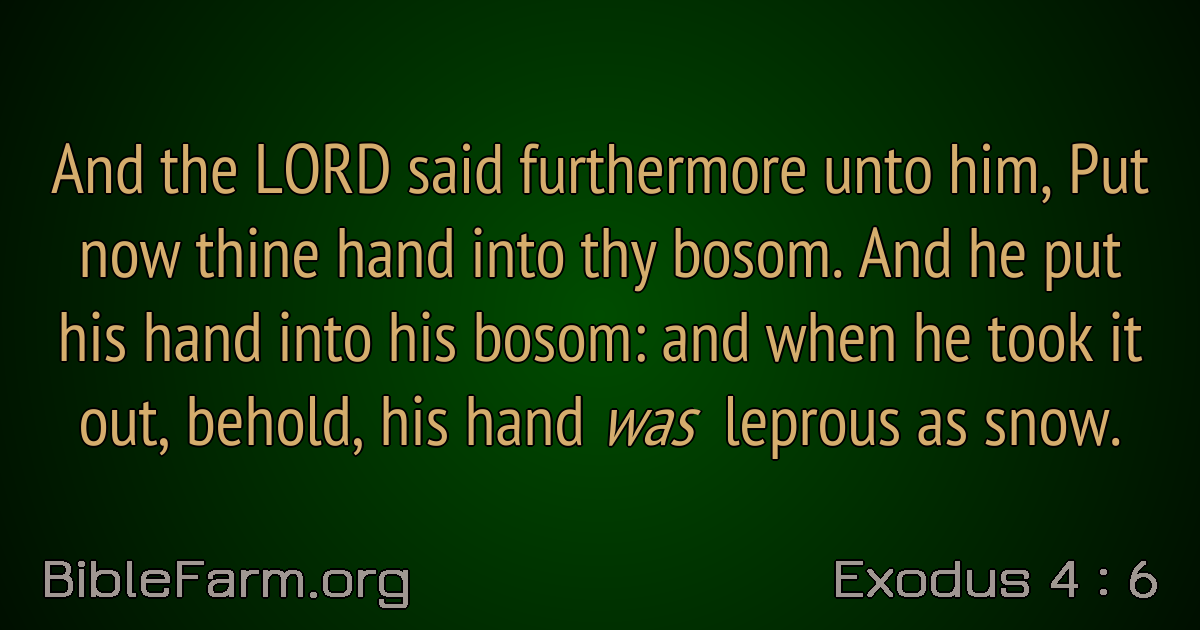 And the LORD said furthermore unto him, Put
now thine hand into thy bosom. And he put
his hand into his bosom: and when he took it
out, behold, his hand was leprous as snow.
BibleFarm.org
Exodus 4 : 6